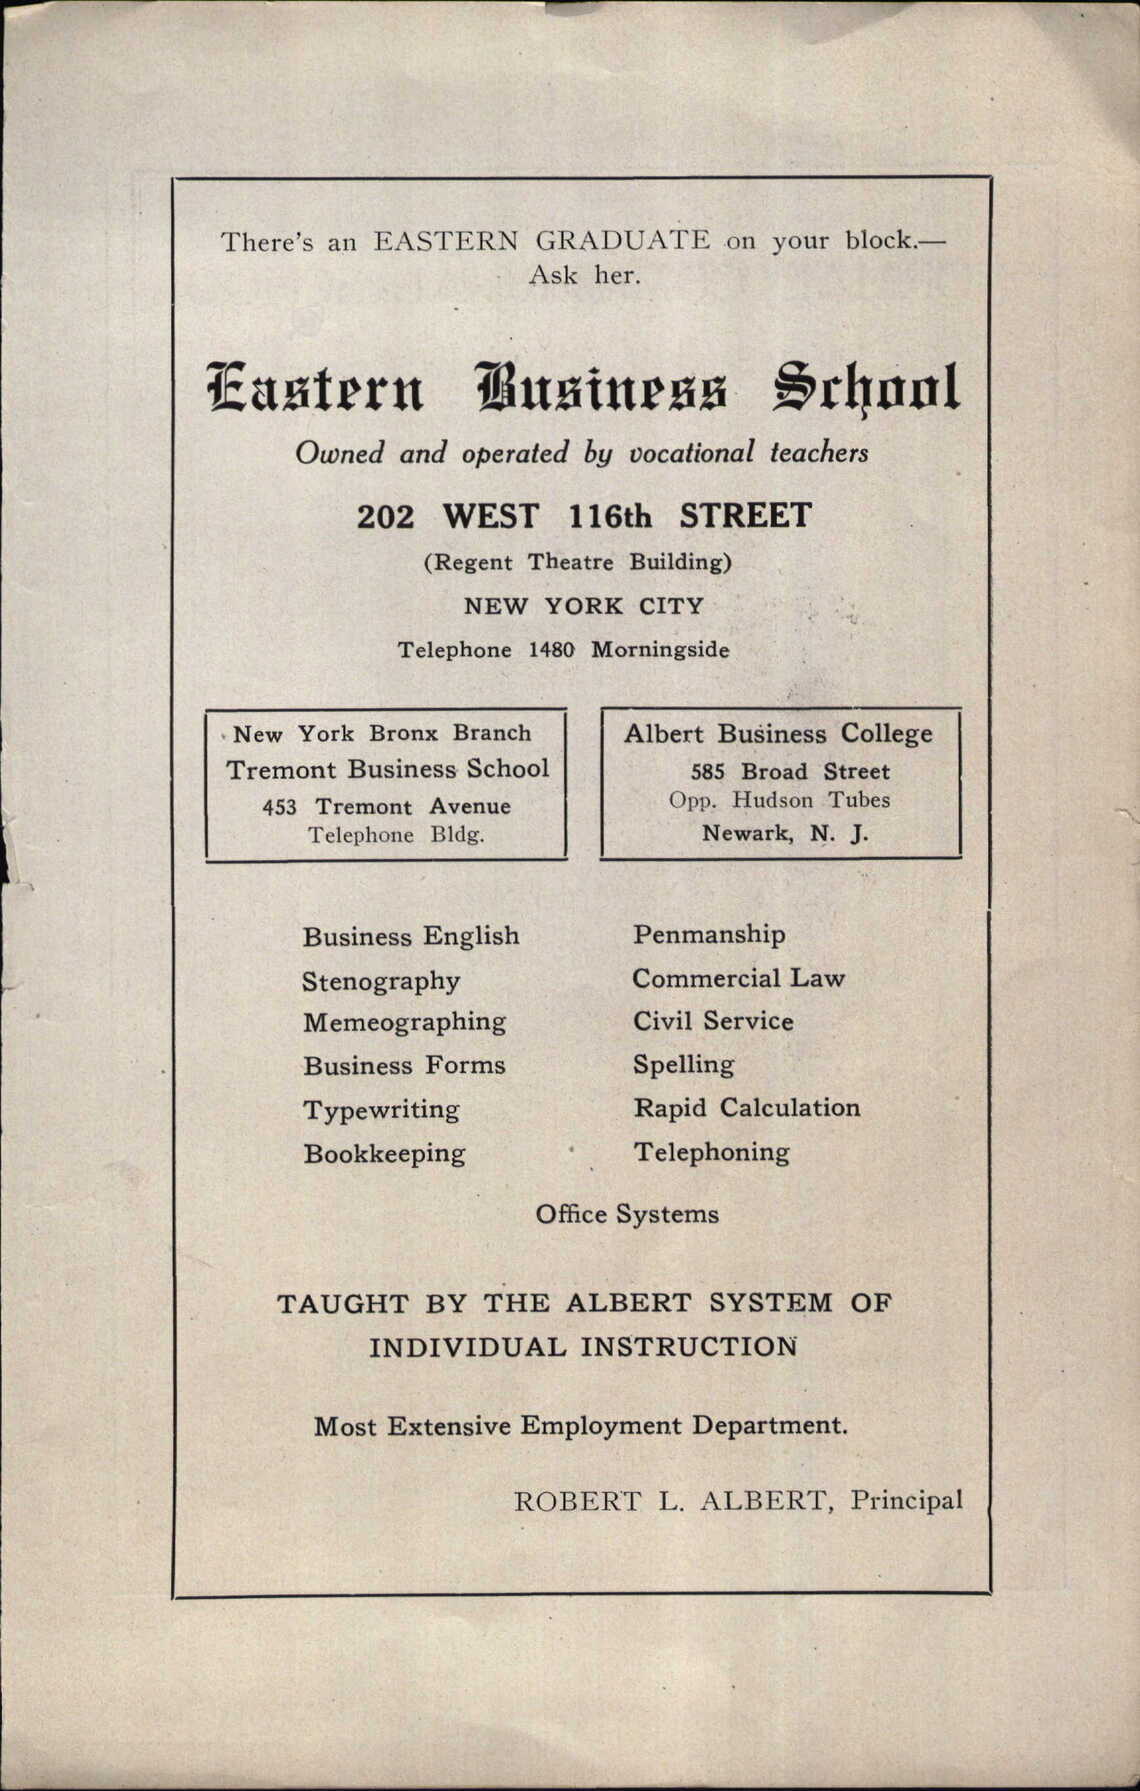 There's an EASTERN GRADUATE on your block.—
Ask her.
Eastern Business School
Owned and operated by vocational teachers
202 WEST 116th STREET
(Regent Theatre Building)
NEW YORK CITY
Telephone 1480 Morningside
New York Bronx Branch
Tremont Business School
453 Tremont Avenue
Telephone Bldg.
Albert Business College
585 Broad Street
Opp. Hudson Tubes
Newark, N. J.
Business English
Stenography
Memeographing
Business Forms
Typewriting
Bookkeeping
Penmanship
Commercial Law
Civil Service
Spelling
Rapid Calculation
Telephoning
Office Systems
TAUGHT BY THE ALBERT SYSTEM OF
INDIVIDUAL INSTRUCTION
Most Extensive Employment Department.
ROBERT L. ALBERT, Principal